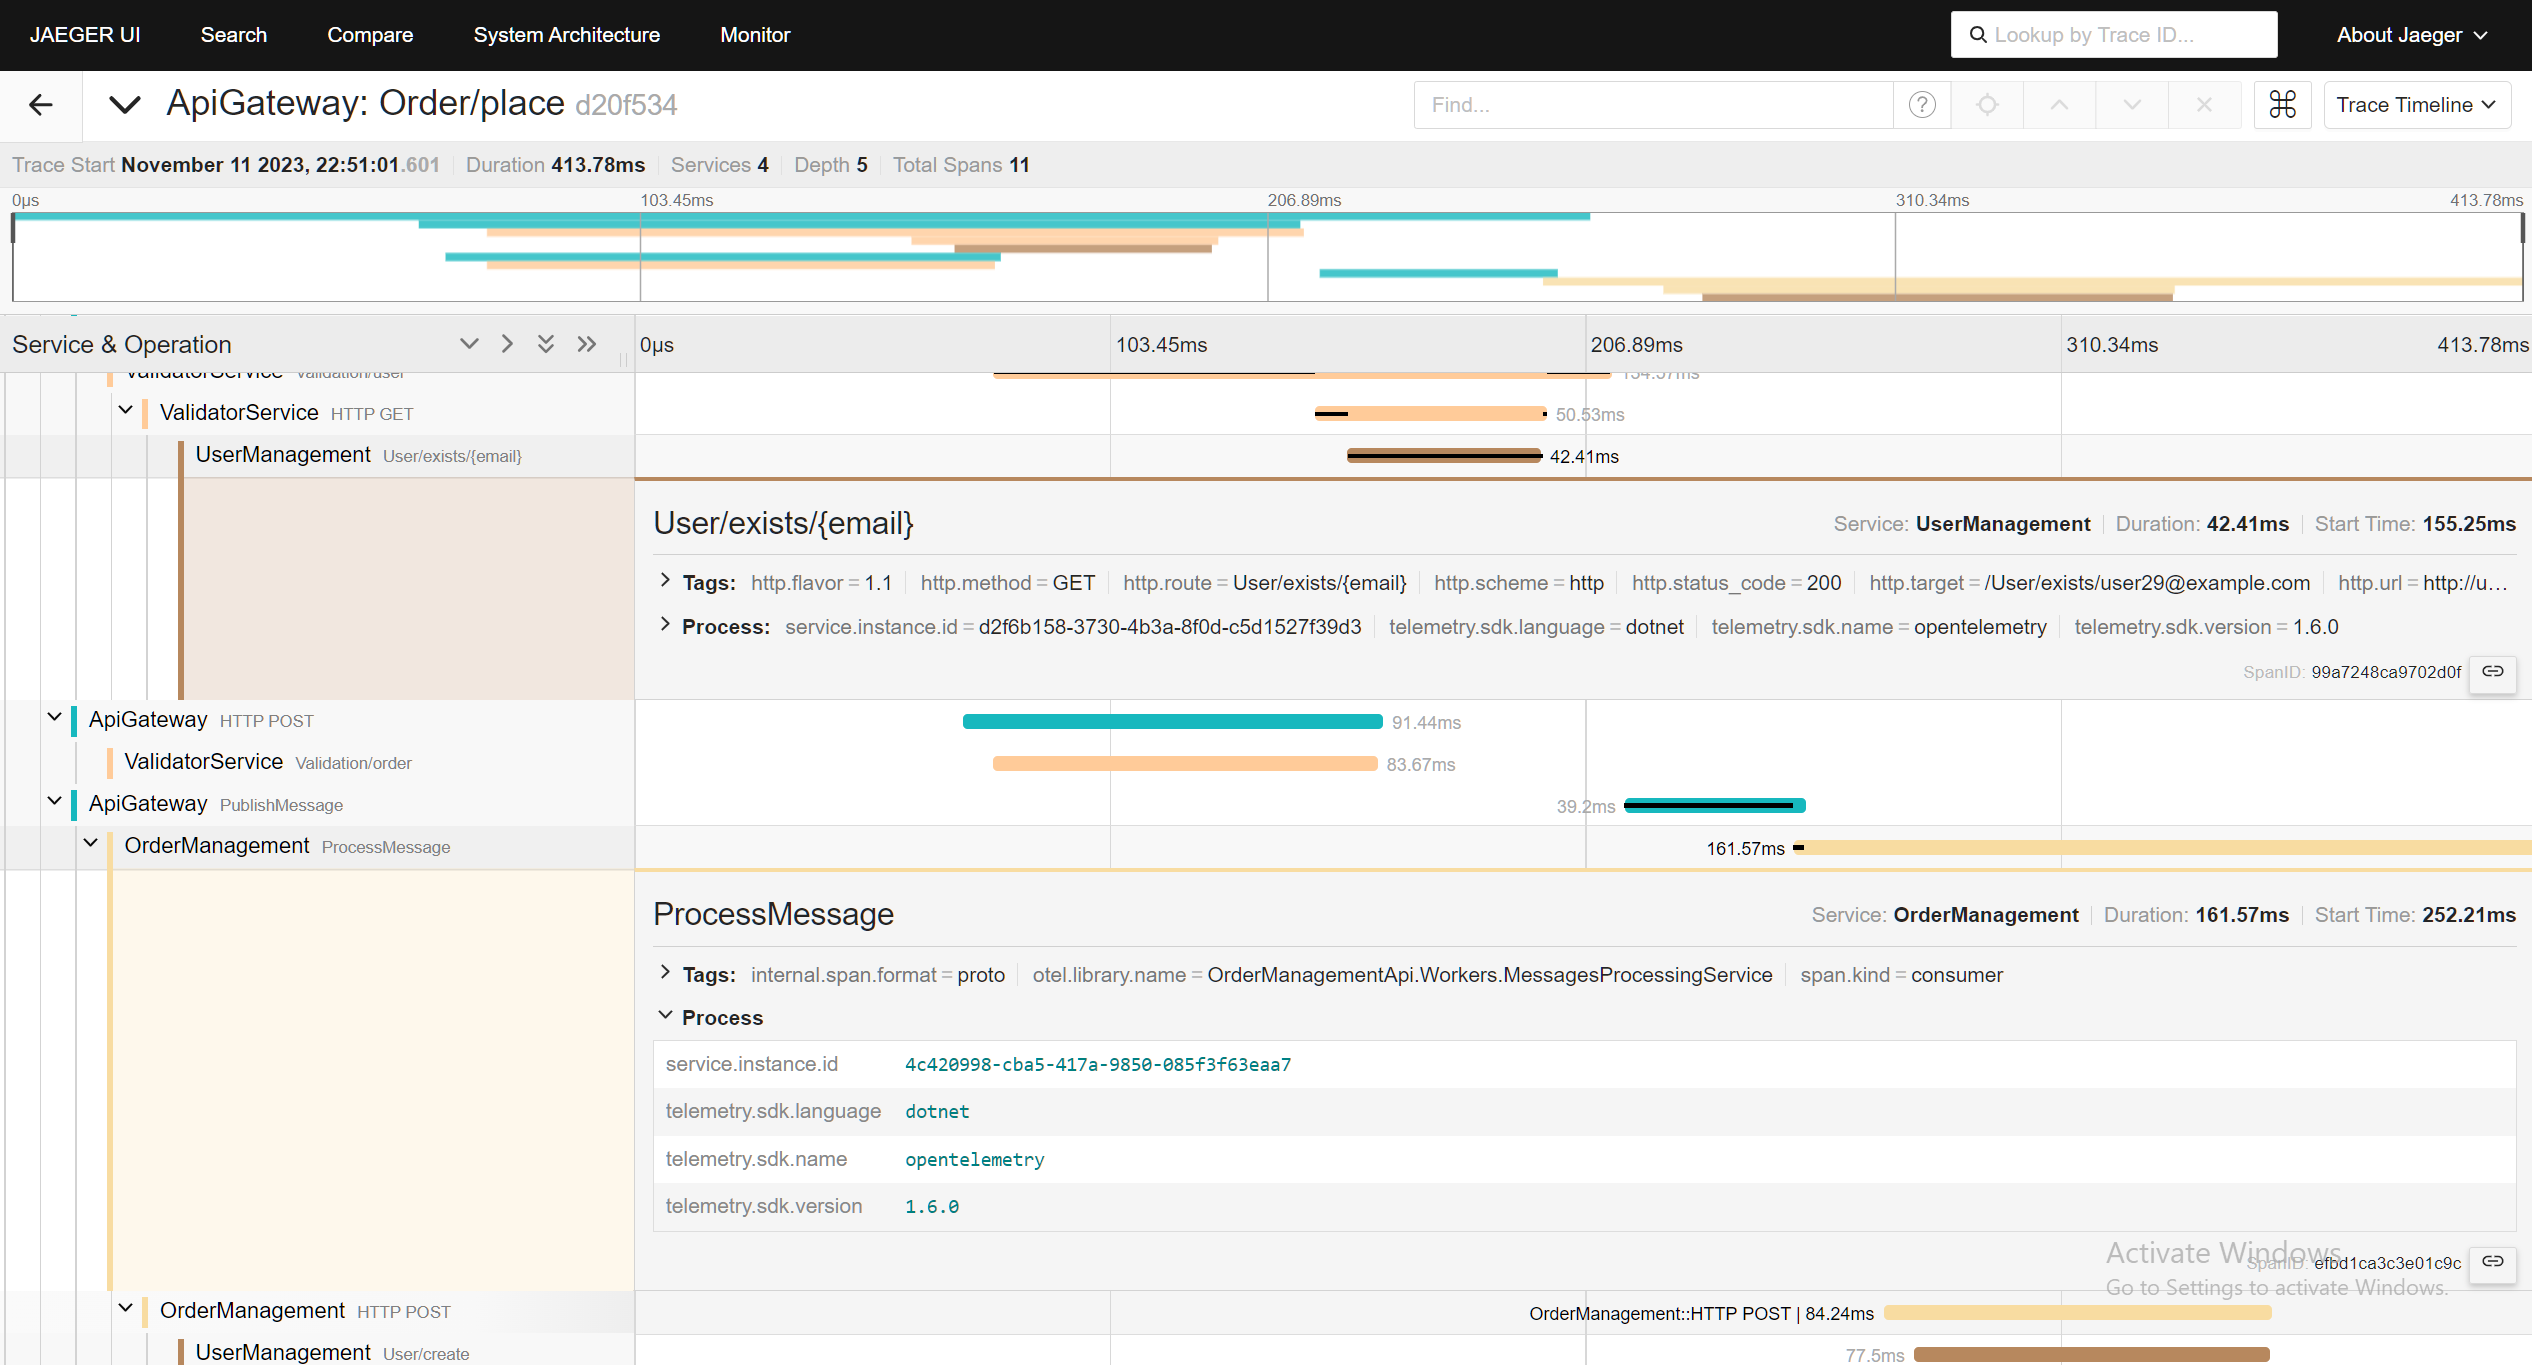 JAEGER UI Search Compare System Architecture Monitor Lookup by Trace ID... About Jaeger
ApiGateway: Order/place d20f534 Find... ? Trace Timeline
Trace Start November 11 2023, 22:51:01.601 Duration 413.78ms Services 4 Depth 5 Total Spans 11
0μs 103.45ms 206.89ms 310.34ms 413.78ms
Service & Operation 0μs 103.45ms 206.89ms 310.34ms 413.78ms
ValidatorService Validation/user 134.57ms
ValidatorService HTTP GET 50.53ms
UserManagement User/exists/{email} 42.41ms
User/exists/{email} Service: UserManagement Duration: 42.41ms Start Time: 155.25ms
Tags: http.flavor = 1.1 http.method = GET http.route = User/exists/{email} http.scheme = http http.status_code = 200 http.target = /User/exists/user29@example.com http.url = http://u...
Process: service.instance.id = d2f6b158-3730-4b3a-8f0d-c5d1527f39d3 telemetry.sdk.language = dotnet telemetry.sdk.name = opentelemetry telemetry.sdk.version = 1.6.0
SpanID: 99a7248ca9702d0f
ApiGateway HTTP POST 91.44ms
ValidatorService Validation/order 83.67ms
ApiGateway PublishMessage 39.2ms
OrderManagement ProcessMessage 161.57ms
ProcessMessage Service: OrderManagement Duration: 161.57ms Start Time: 252.21ms
Tags: internal.span.format = proto otel.library.name = OrderManagementApi.Workers.MessagesProcessingService span.kind = consumer
Process
service.instance.id 4c420998-cba5-417a-9850-085f3f63eaa7
telemetry.sdk.language dotnet
telemetry.sdk.name opentelemetry
telemetry.sdk.version 1.6.0
Activate Windows
SpanID: efbd1ca3c3e01c9c
Go to Settings to activate Windows.
OrderManagement HTTP POST OrderManagement::HTTP POST | 84.24ms
UserManagement User/create 77.5ms